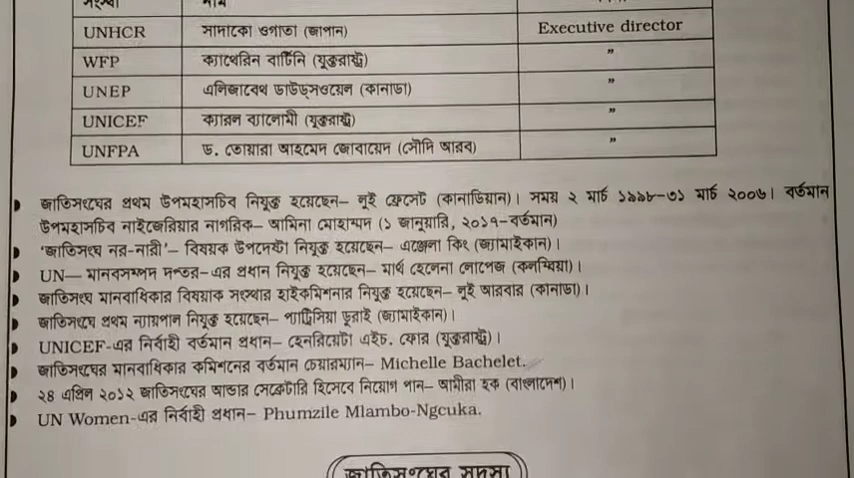 সংস্থা নাম
UNHCR সাদাকো ওগাতা (জাপান) Executive director
WFP ক্যাথেরিন বার্টিনি (যুক্তরাষ্ট্র) "
UNEP এলিজাবেথ ডাউড্সওয়েল (কানাডা) "
UNICEF ক্যারল ব্যালোমী (যুক্তরাষ্ট্র) "
UNFPA ড. তোয়ারা আহমেদ জোবায়েদ (সৌদি আরব) "
জাতিসংঘের প্রথম উপমহাসচিব নিযুক্ত হয়েছেন– লুই ফ্রেসেট (কানাডিয়ান)। সময় ২ মার্চ ১৯৯৮-৩১ মার্চ ২০০৬। বর্তমান
উপমহাসচিব নাইজেরিয়ার নাগরিক– আমিনা মোহাম্মদ (১ জানুয়ারি, ২০১৭-বর্তমান)
'জাতিসংঘ নর-নারী'– বিষয়ক উপদেষ্টা নিযুক্ত হয়েছেন– এঞ্জেলা কিং (জ্যামাইকান)।
UN— মানবসম্পদ দপ্তর–এর প্রধান নিযুক্ত হয়েছেন– মার্থ হেলেনা লোপেজ (কলম্বিয়া)।
জাতিসংঘ মানবাধিকার বিষয়াক সংস্থার হাইকমিশনার নিযুক্ত হয়েছেন– লুই আরবার (কানাডা)।
জাতিসংঘে প্রথম ন্যায়পাল নিযুক্ত হয়েছেন– প্যাট্রিসিয়া ডুরাই (জ্যামাইকান)।
UNICEF-এর নির্বাহী বর্তমান প্রধান– হেনরিয়েটা এইচ. ফোর (যুক্তরাষ্ট্র)।
জাতিসংঘের মানবাধিকার কমিশনের বর্তমান চেয়ারম্যান– Michelle Bachelet.
২৪ এপ্রিল ২০১২ জাতিসংঘের আন্ডার সেক্রেটারি হিসেবে নিয়োগ পান– আমীরা হক (বাংলাদেশ)।
UN Women-এর নির্বাহী প্রধান– Phumzile Mlambo-Ngcuka.
জাতিসংঘের সদস্য